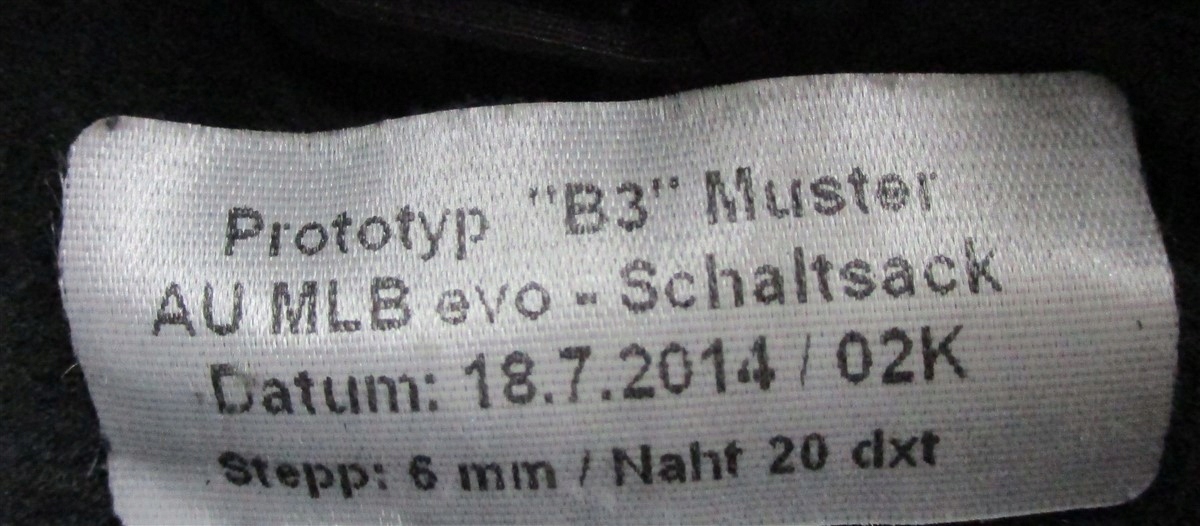 Prototyp "B3" Muster
AU MLB evo - Schaltsack
Datum: 18.7.2014 / 02K
Stepp: 6 mm / Naht 20 dxt